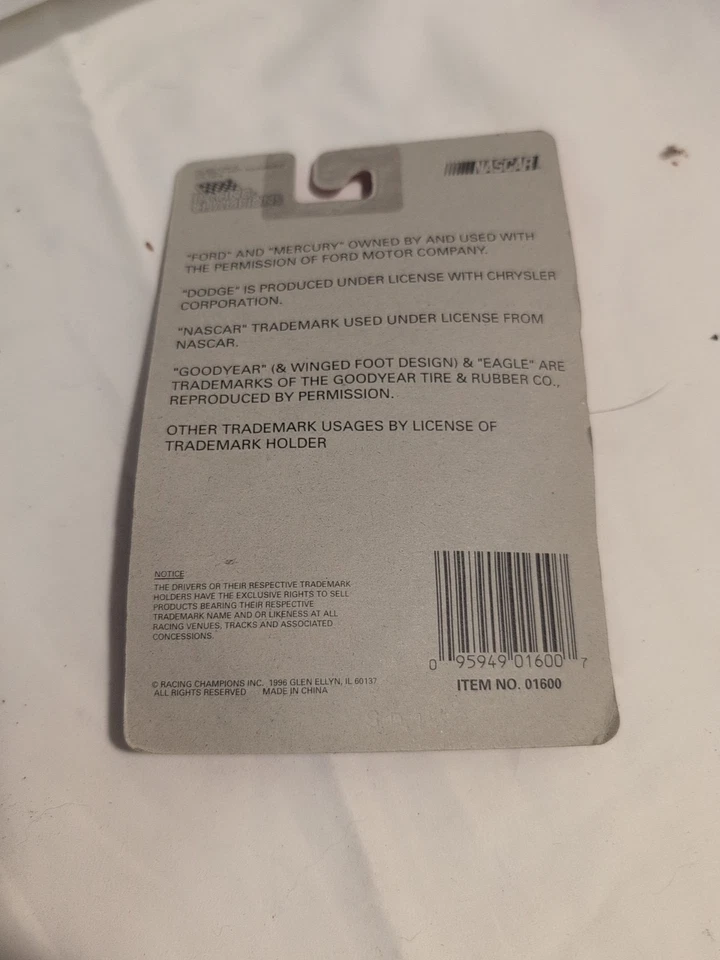 RACING CHAMPIONS
NASCAR
"FORD" AND "MERCURY" OWNED BY AND USED WITH
THE PERMISSION OF FORD MOTOR COMPANY.
"DODGE" IS PRODUCED UNDER LICENSE WITH CHRYSLER
CORPORATION.
"NASCAR" TRADEMARK USED UNDER LICENSE FROM
NASCAR.
"GOODYEAR" (& WINGED FOOT DESIGN) & "EAGLE" ARE
TRADEMARKS OF THE GOODYEAR TIRE & RUBBER CO.,
REPRODUCED BY PERMISSION.
OTHER TRADEMARK USAGES BY LICENSE OF
TRADEMARK HOLDER
NOTICE
THE DRIVERS OR THEIR RESPECTIVE TRADEMARK
HOLDERS HAVE THE EXCLUSIVE RIGHTS TO SELL
PRODUCTS BEARING THEIR RESPECTIVE
TRADEMARK NAME AND OR LIKENESS AT ALL
RACING VENUES, TRACKS AND ASSOCIATED
CONCESSIONS.
© RACING CHAMPIONS INC. 1996 GLEN ELLYN, IL 60137
ALL RIGHTS RESERVED MADE IN CHINA
0 95949 01600 7
ITEM NO. 01600